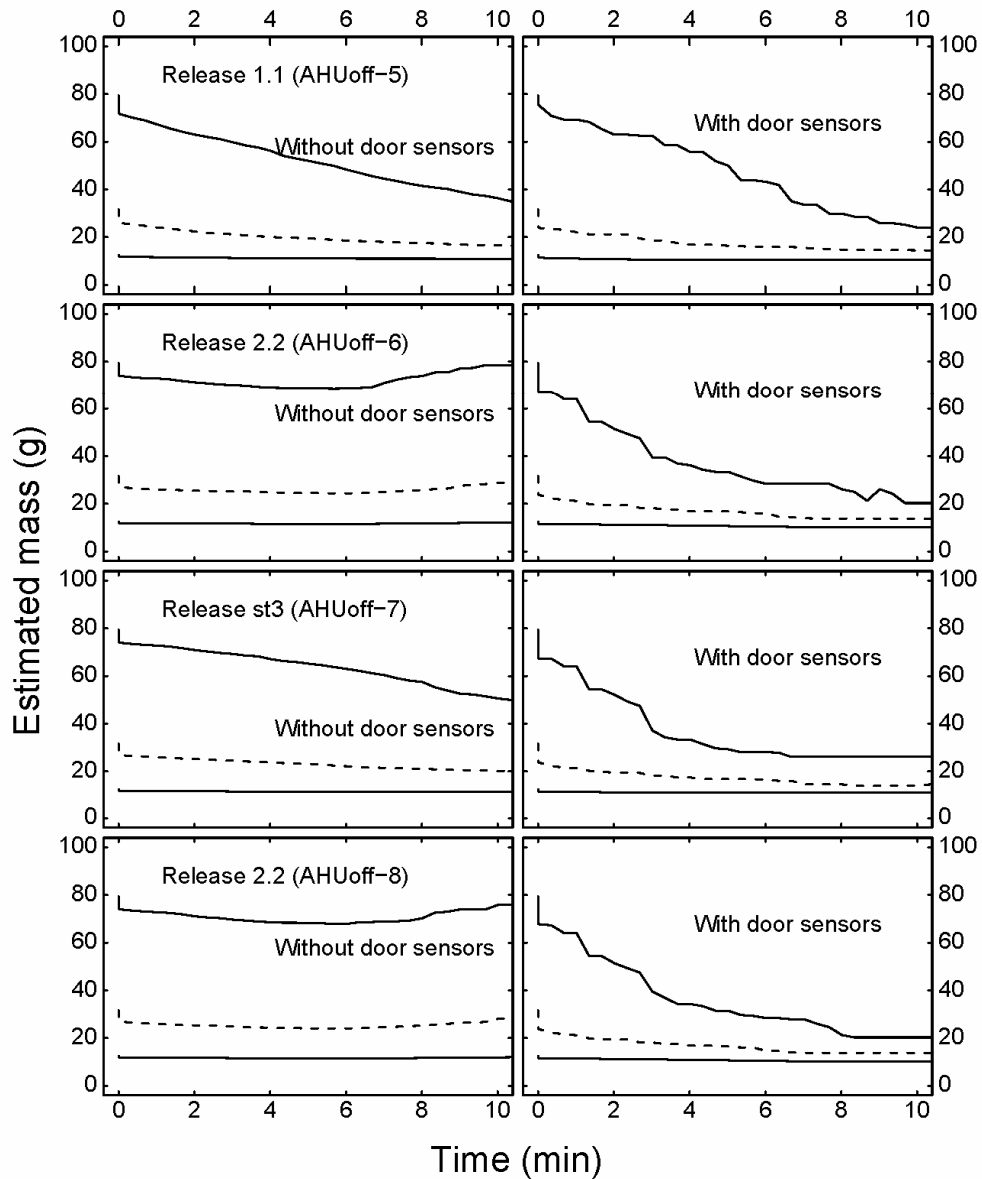 0 2 4 6 8 10 0 2 4 6 8 10
100 100
Release 1.1 (AHUoff−5)
80 80
Without door sensors
With door sensors
60 60
40 40
20 20
0 0
100 100
Release 2.2 (AHUoff−6)
80 80
Without door sensors
With door sensors
60 60
40 40
20 20
0 0
Estimated mass (g)
100 100
Release st3 (AHUoff−7)
80 80
Without door sensors
With door sensors
60 60
40 40
20 20
0 0
100 100
Release 2.2 (AHUoff−8)
80 80
Without door sensors
With door sensors
60 60
40 40
20 20
0 0
0 2 4 6 8 10 0 2 4 6 8 10
Time (min)